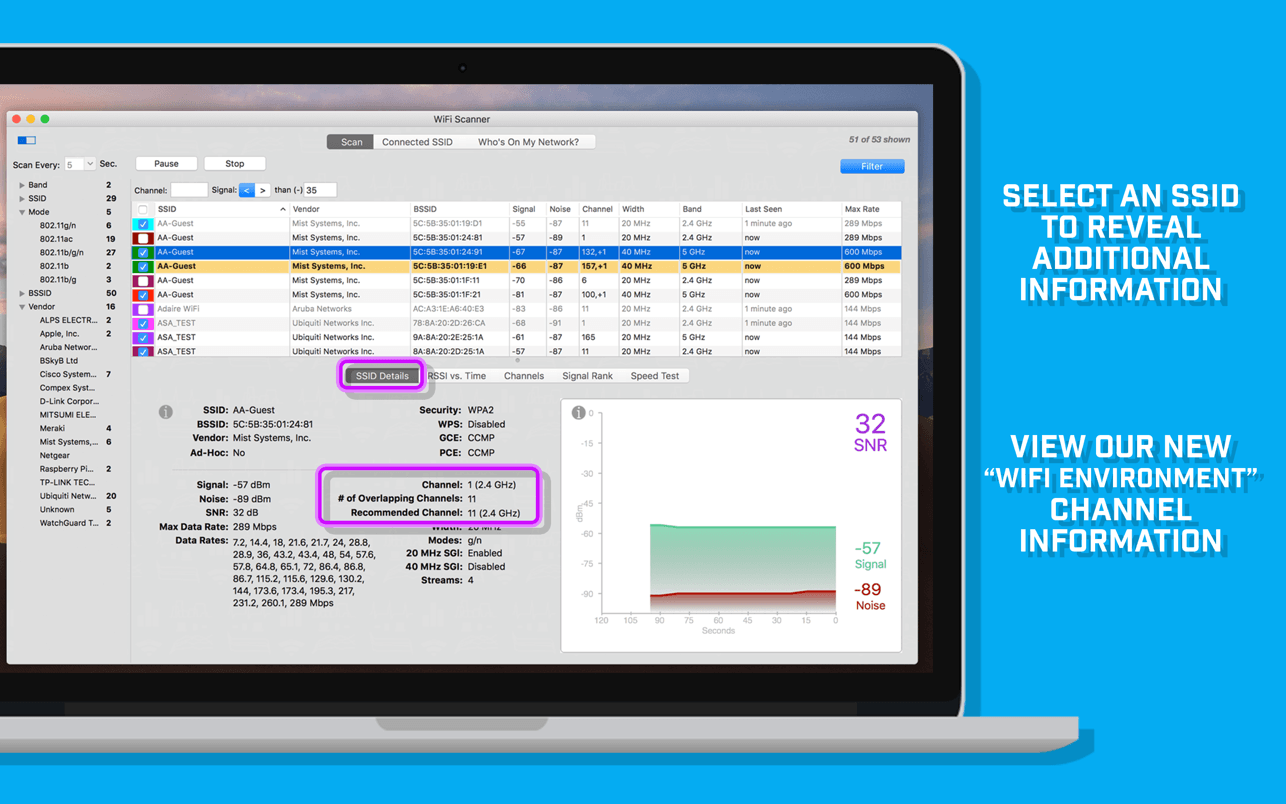 WiFi Scanner
Scan Connected SSID Who's On My Network?
51 of 53 shown
Scan Every: 5 Sec. Pause Stop
Filter
Channel: Signal: < > than (-) 35
Band 2
SSID 29
Mode 5
802.11g/n 6
802.11ac 19
802.11b/g/n 27
802.11b 2
802.11b/g 3
BSSID 50
Vendor 16
ALPS ELECTR... 2
Apple, Inc. 2
Aruba Networ...
BSkyB Ltd
Cisco System... 7
Compex Syst...
D-Link Corpor...
MITSUMI ELE...
Meraki 4
Mist Systems,... 6
Netgear
Raspberry Pi... 2
TP-LINK TEC...
Ubiquiti Netw... 20
Unknown 5
WatchGuard T... 2
SSID Vendor BSSID Signal Noise Channel Width Band Last Seen Max Rate
AA-Guest Mist Systems, Inc. 5C:5B:35:01:19:D1 -55 -87 11 20 MHz 2.4 GHz 1 minute ago 289 Mbps
AA-Guest Mist Systems, Inc. 5C:5B:35:01:24:81 -57 -89 1 20 MHz 2.4 GHz now 289 Mbps
AA-Guest Mist Systems, Inc. 5C:5B:35:01:24:91 -67 -87 132,+1 40 MHz 5 GHz now 600 Mbps
AA-Guest Mist Systems, Inc. 5C:5B:35:01:19:E1 -66 -87 157,+1 40 MHz 5 GHz now 600 Mbps
AA-Guest Mist Systems, Inc. 5C:5B:35:01:1F:11 -70 -86 6 20 MHz 2.4 GHz now 289 Mbps
AA-Guest Mist Systems, Inc. 5C:5B:35:01:1F:21 -81 -87 100,+1 40 MHz 5 GHz now 600 Mbps
Adaire WiFi Aruba Networks AC:A3:1E:A6:40:E3 -83 -86 11 20 MHz 2.4 GHz 1 minute ago 144 Mbps
ASA_TEST Ubiquiti Networks Inc. 78:8A:20:2D:26:CA -68 -91 1 20 MHz 2.4 GHz 1 minute ago 144 Mbps
ASA_TEST Ubiquiti Networks Inc. 9A:8A:20:2E:25:1A -61 -87 165 20 MHz 5 GHz now 144 Mbps
ASA_TEST Ubiquiti Networks Inc. 8A:8A:20:2D:25:1A -57 -87 11 20 MHz 2.4 GHz now 144 Mbps
SSID Details RSSI vs. Time Channels Signal Rank Speed Test
SSID: AA-Guest
BSSID: 5C:5B:35:01:24:81
Vendor: Mist Systems, Inc.
Ad-Hoc: No
Security: WPA2
WPS: Disabled
GCE: CCMP
PCE: CCMP
Signal: -57 dBm
Noise: -89 dBm
SNR: 32 dB
Max Data Rate: 289 Mbps
Data Rates: 7.2, 14.4, 18, 21.6, 21.7, 24, 28.8,
28.9, 36, 43.2, 43.4, 48, 54, 57.6,
57.8, 64.8, 65.1, 72, 86.4, 86.8,
86.7, 115.2, 115.6, 129.6, 130.2,
144, 173.6, 173.4, 195.3, 217,
231.2, 260.1, 289 Mbps
Channel: 1 (2.4 GHz)
# of Overlapping Channels: 11
Recommended Channel: 11 (2.4 GHz)
Width: 20 MHz
Modes: g/n
20 MHz SGI: Enabled
40 MHz SGI: Disabled
Streams: 4
0
-15
-30
-45
-60
-75
-90
dBm
120 105 90 75 60 45 30 15 0
Seconds
32
SNR
-57
Signal
-89
Noise
SELECT AN SSID
TO REVEAL
ADDITIONAL
INFORMATION
VIEW OUR NEW
“WIFI ENVIRONMENT”
CHANNEL
INFORMATION